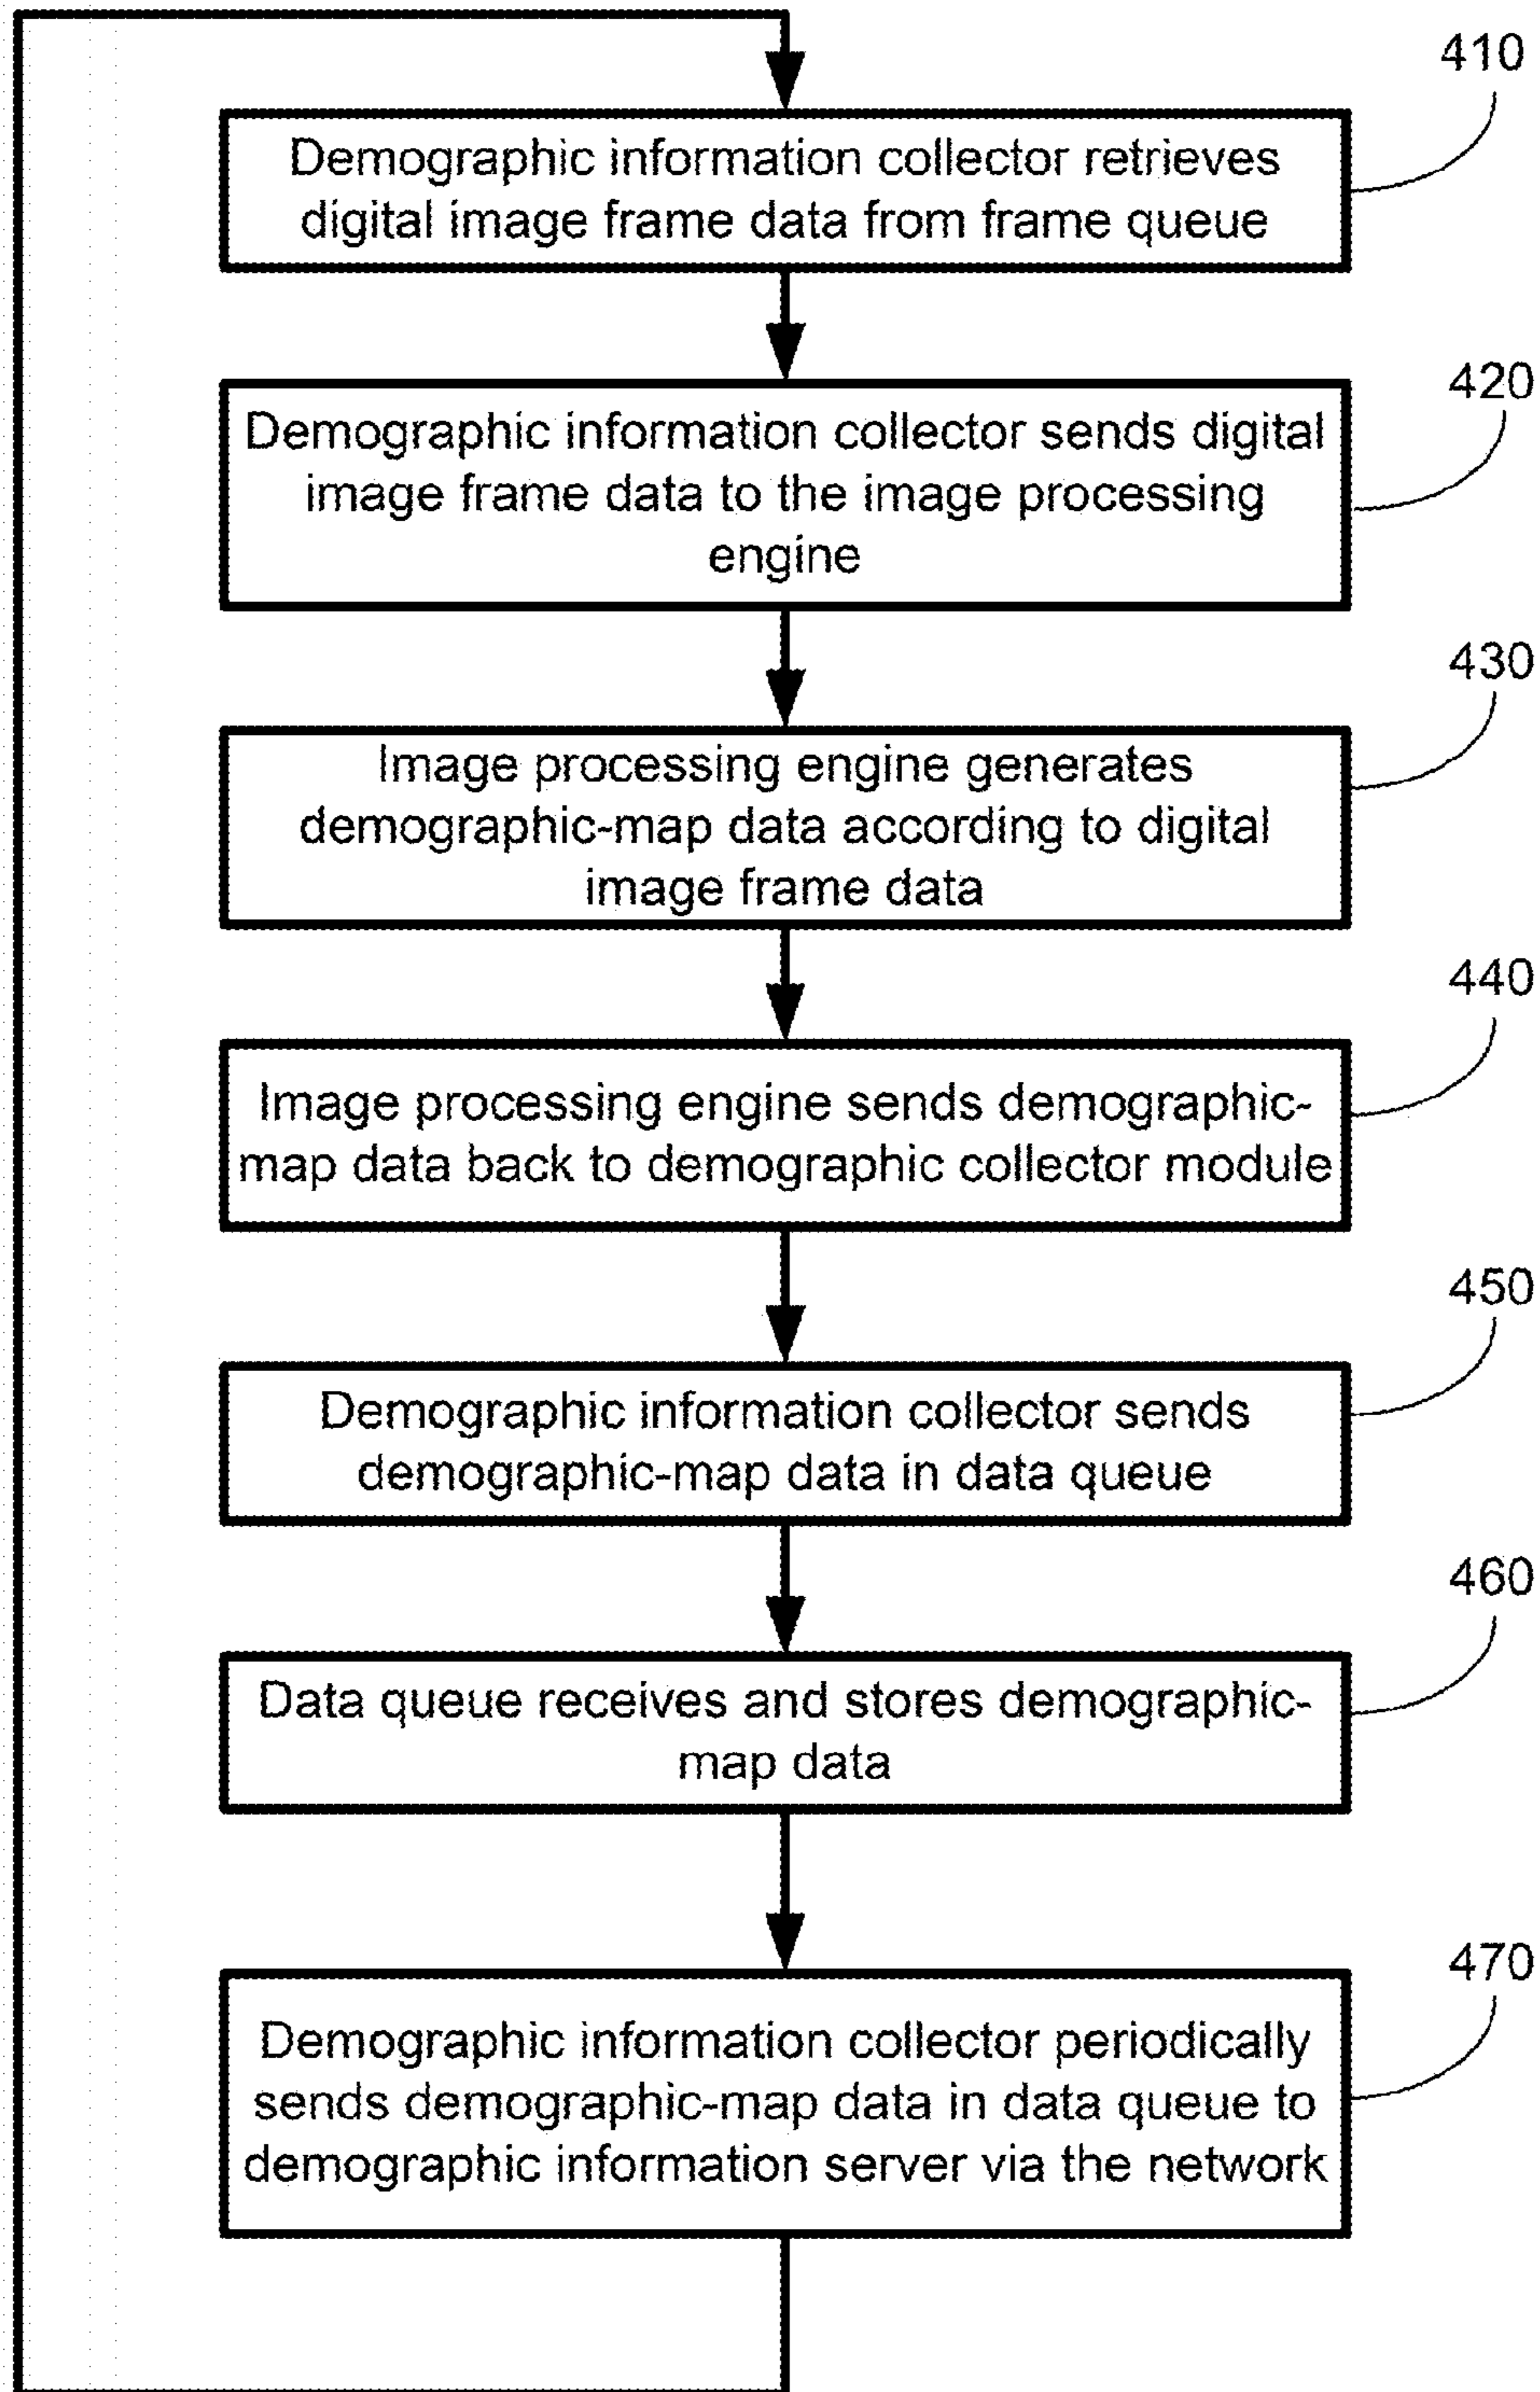 410
Demographic information collector retrieves
digital image frame data from frame queue
420
Demographic information collector sends digital
image frame data to the image processing
engine
430
Image processing engine generates
demographic-map data according to digital
image frame data
440
Image processing engine sends demographic-
map data back to demographic collector module
450
Demographic information collector sends
demographic-map data in data queue
460
Data queue receives and stores demographic-
map data
470
Demographic information collector periodically
sends demographic-map data in data queue to
demographic information server via the network